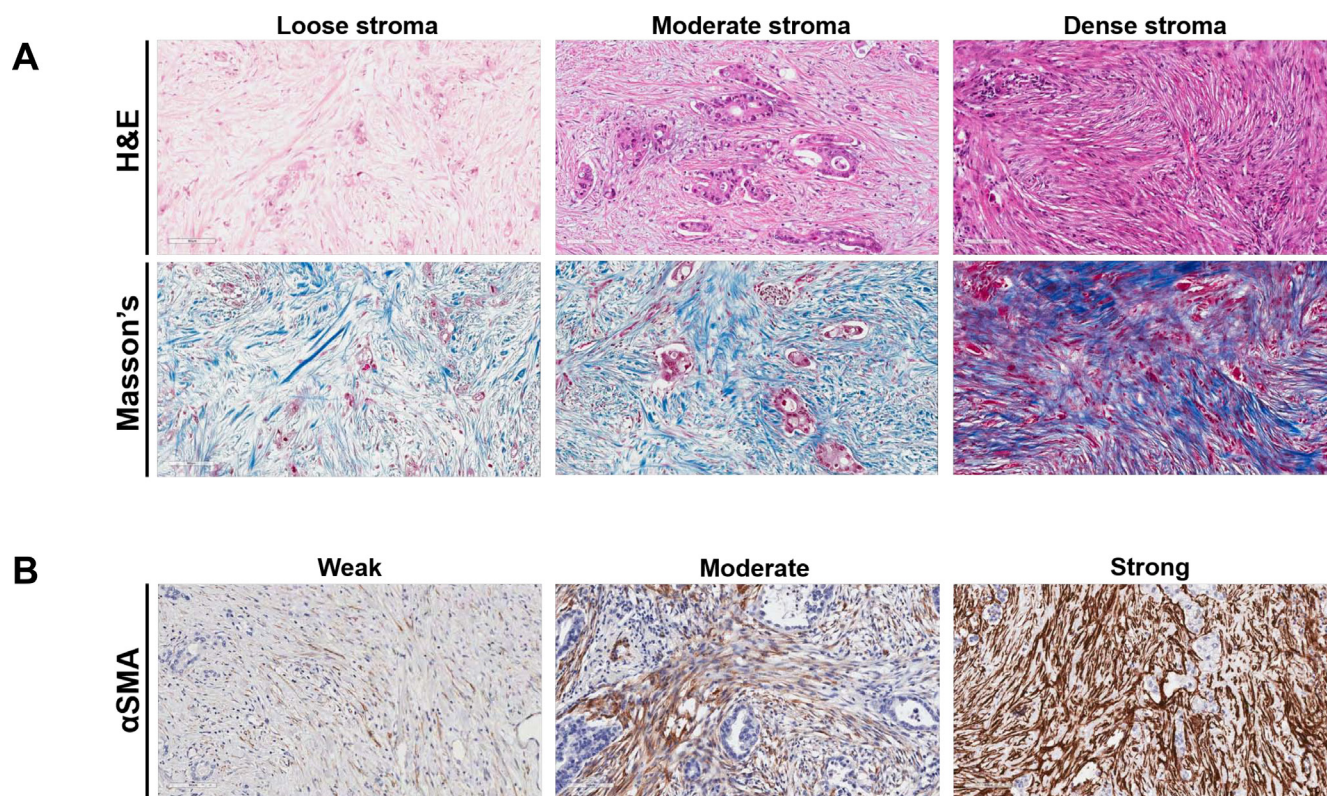 A
Loose stroma
Moderate stroma
Dense stroma
H&E
Masson's
B
Weak
Moderate
Strong
αSMA